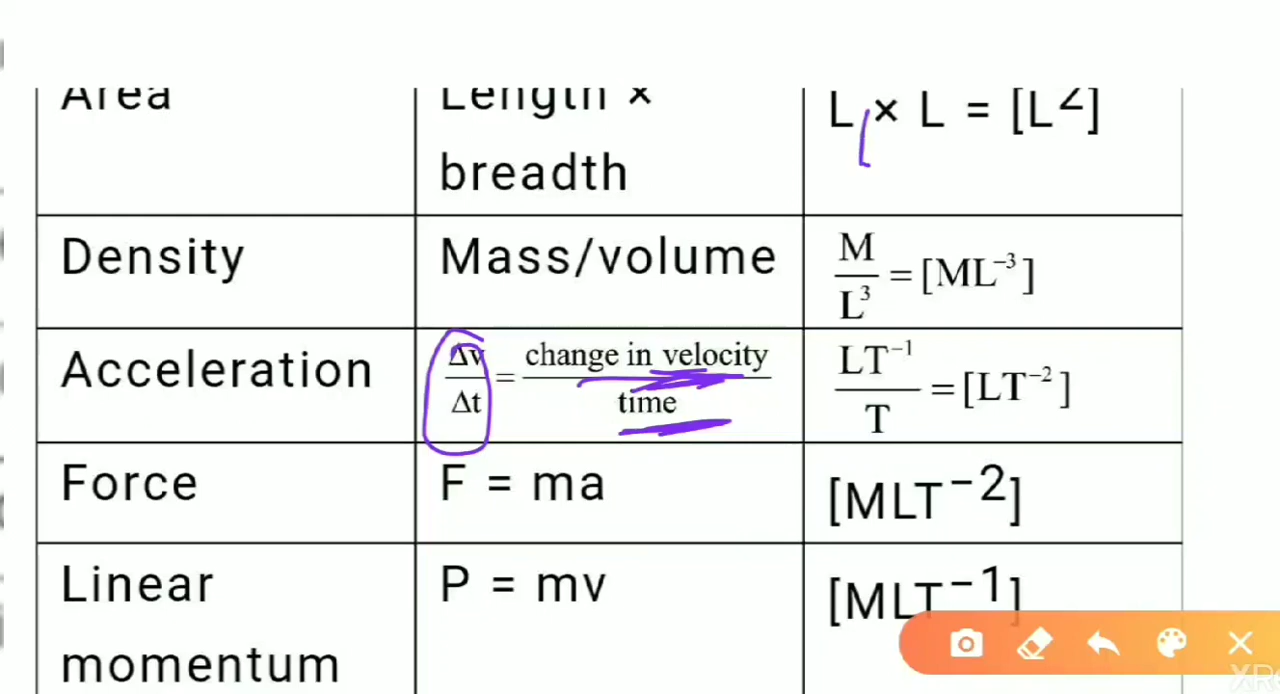 Area
Length ×
L × L = [L²]
breadth
Density
Mass/volume
M/L³ = [ML⁻³]
Acceleration
Δv/Δt = change in velocity/time
LT⁻¹/T = [LT⁻²]
Force
F = ma
[MLT⁻²]
Linear
P = mv
[MLT⁻¹]
momentum